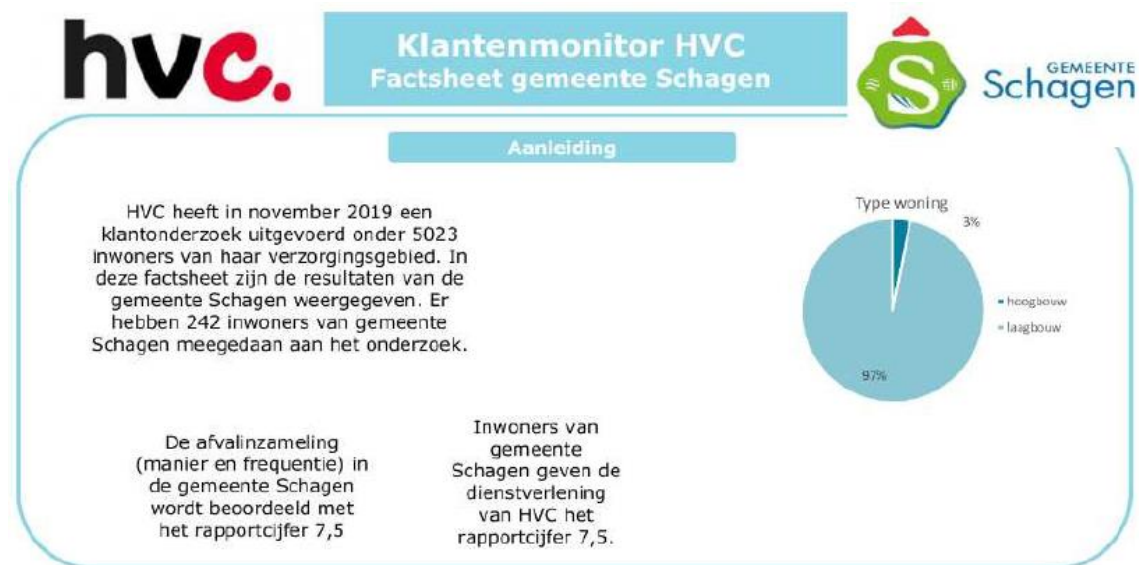 hvc.
Klantenmonitor HVC
Factsheet gemeente Schagen
S
GEMEENTE
Schagen
Aanleiding
HVC heeft in november 2019 een
klantonderzoek uitgevoerd onder 5023
inwoners van haar verzorgingsgebied. In
deze factsheet zijn de resultaten van de
gemeente Schagen weergegeven. Er
hebben 242 inwoners van gemeente
Schagen meegedaan aan het onderzoek.
Type woning
3%
hoogbouw
laagbouw
97%
De afvalinzameling
(manier en frequentie) in
de gemeente Schagen
wordt beoordeeld met
het rapportcijfer 7,5
Inwoners van
gemeente
Schagen geven de
dienstverlening
van HVC het
rapportcijfer 7,5.